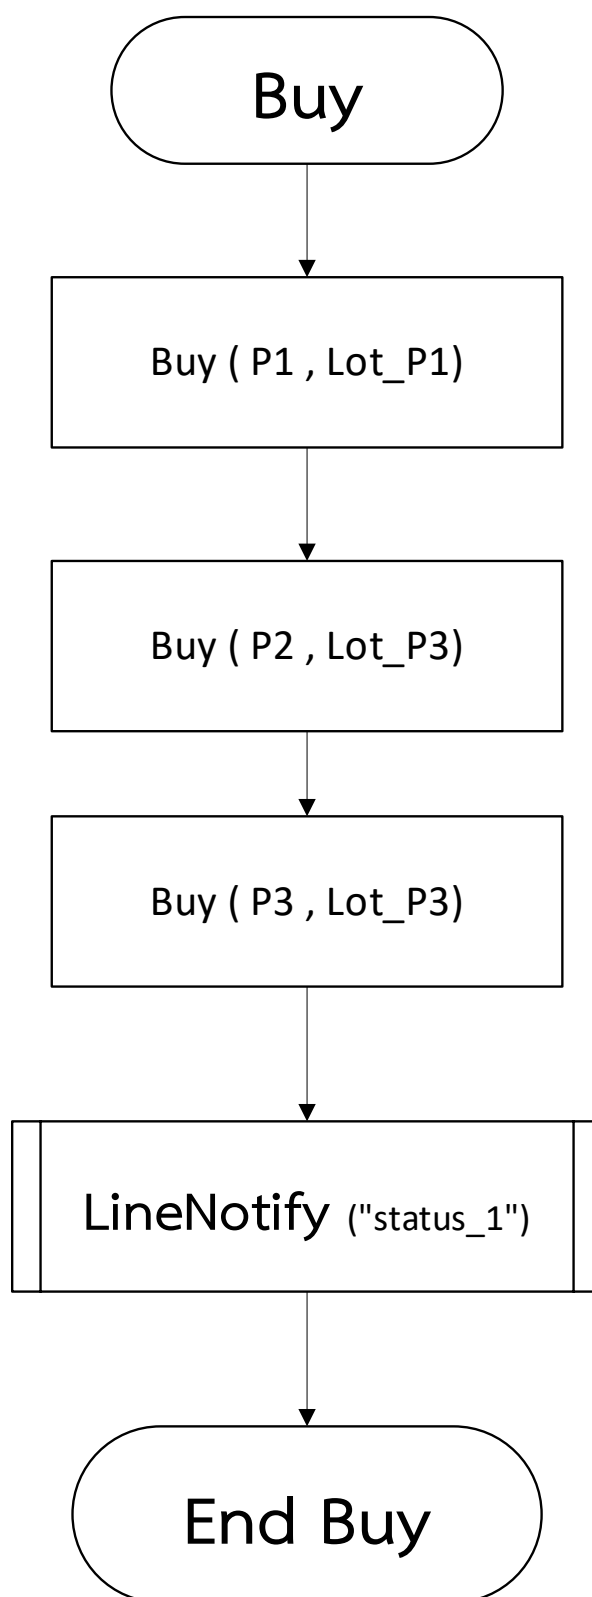 Buy
Buy ( P1 , Lot_P1)
Buy ( P2 , Lot_P3)
Buy ( P3 , Lot_P3)
LineNotify ("status_1")
End Buy